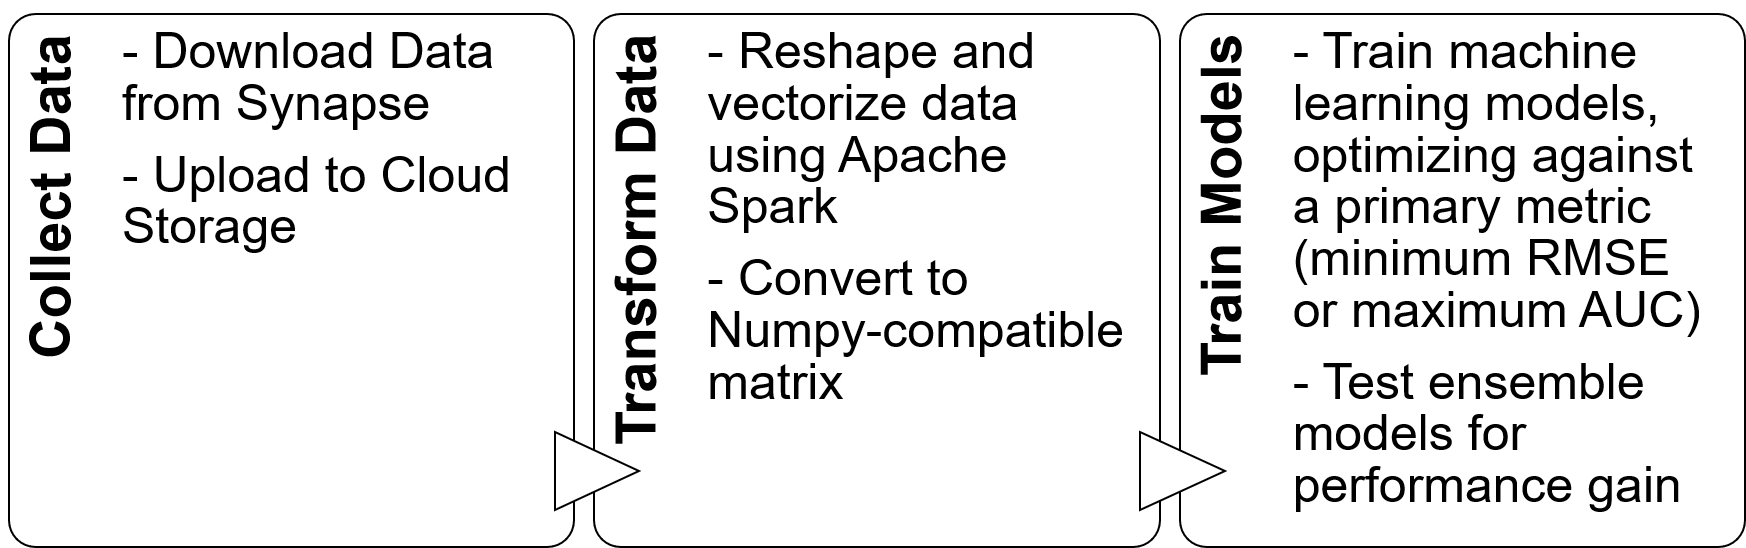 Collect Data
- Download Data
from Synapse
- Upload to Cloud
Storage
Transform Data
- Reshape and
vectorize data
using Apache
Spark
- Convert to
Numpy-compatible
matrix
Train Models
- Train machine
learning models,
optimizing against
a primary metric
(minimum RMSE
or maximum AUC)
- Test ensemble
models for
performance gain